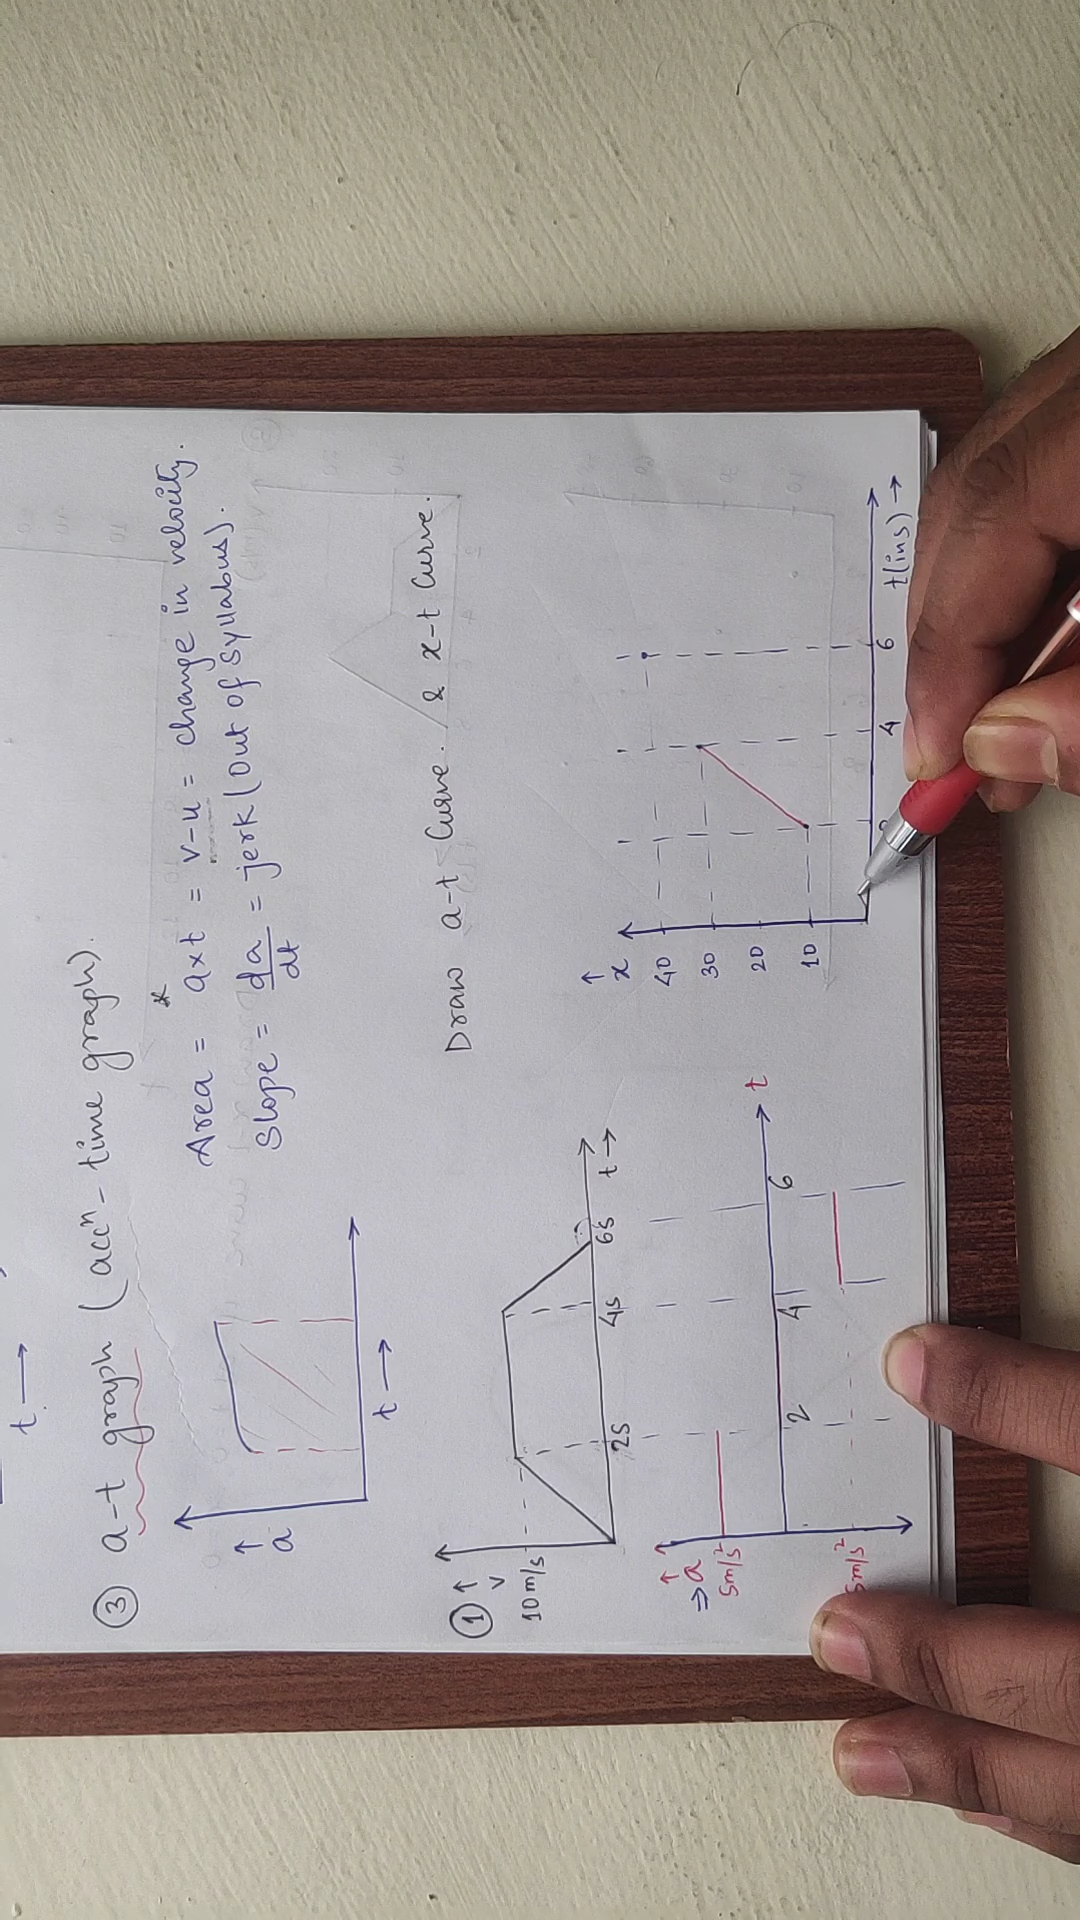 t →
③ a-t graph (accⁿ - time graph).
↑
a
t →
Area = a×t = v-u = change in velocity.
Slope = da/dt = jerk (out of syllabus).
Draw a-t Curve. & x-t Curve.
① ↑
v
10 m/s
2s 4s 6s t →
⇒ ↑
a
5m/s²
2 4 6 t
5m/s²
↑
x
40
30
20
10
4 6 t(in s) →